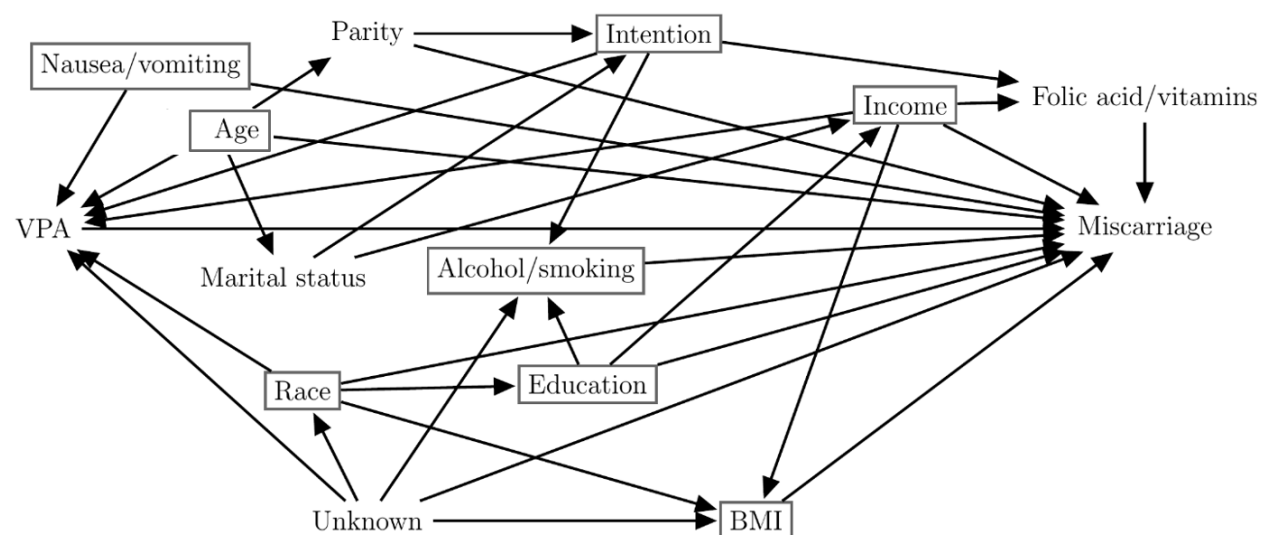 Parity
Intention
Nausea/vomiting
Folic acid/vitamins
Income
Age
VPA
Miscarriage
Marital status
Alcohol/smoking
Race
Education
Unknown
BMI